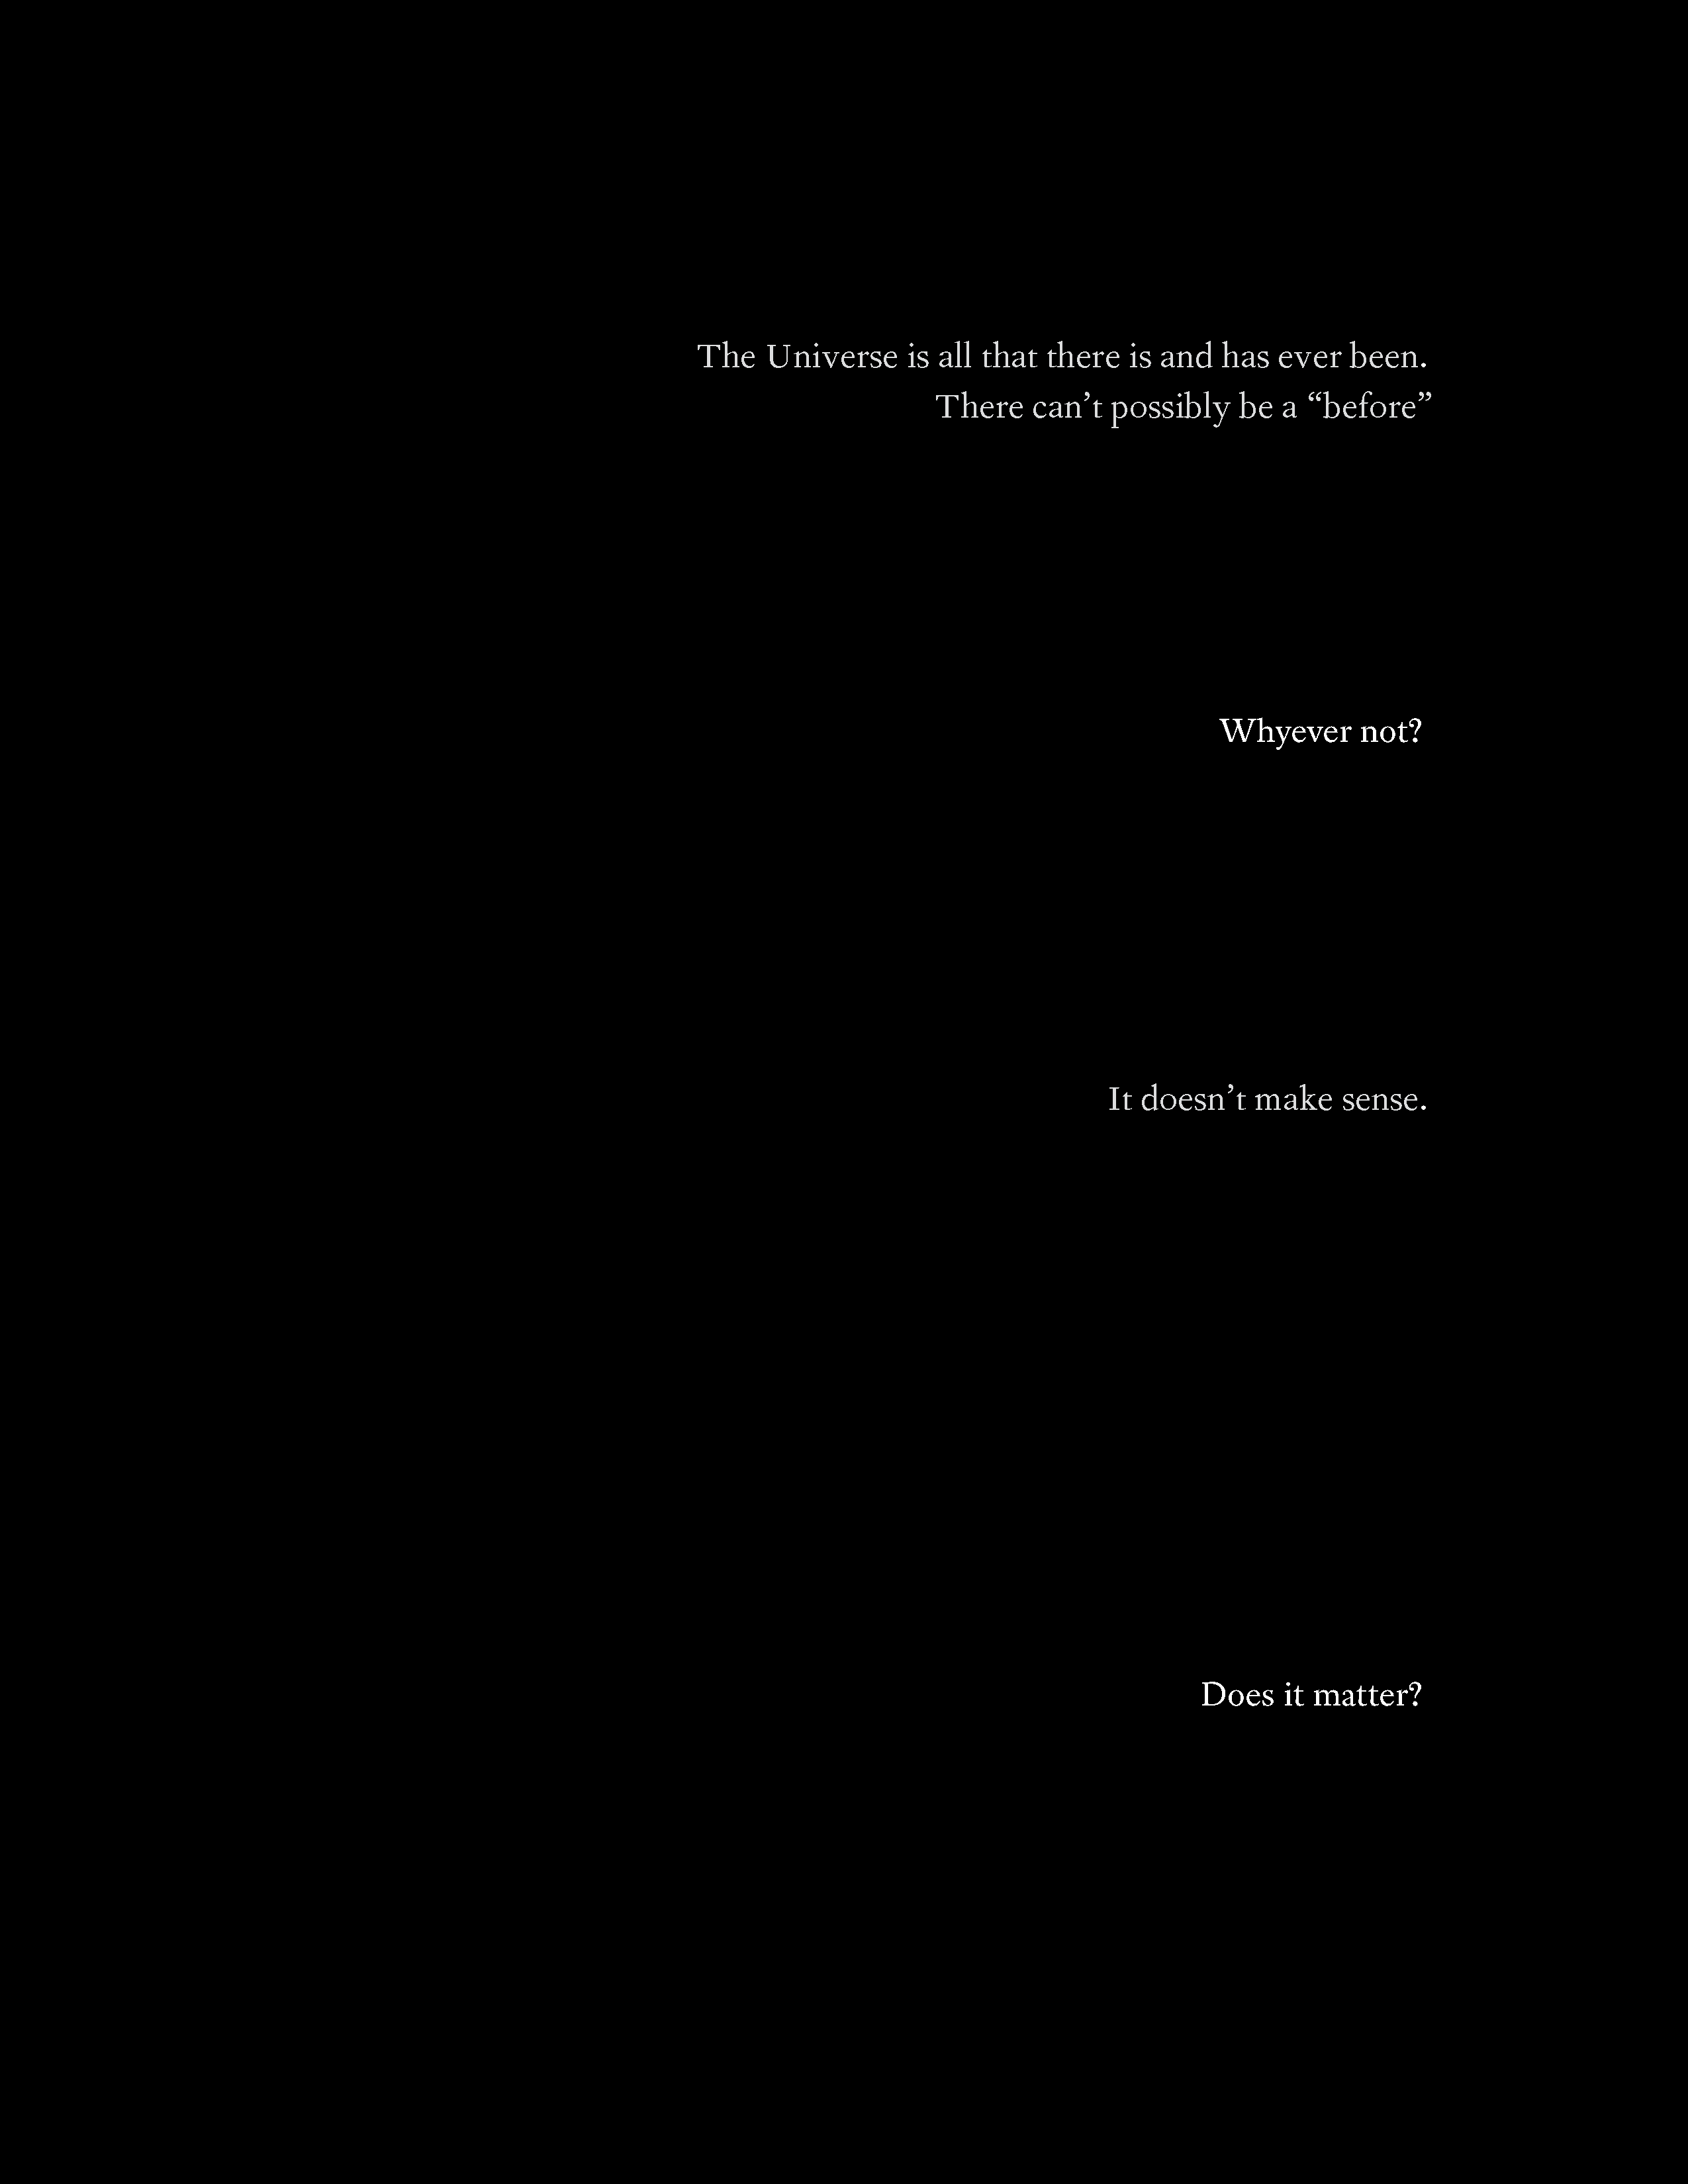 The Universe is all that there is and has ever been.
There can’t possibly be a “before”
Whyever not?
It doesn’t make sense.
Does it matter?